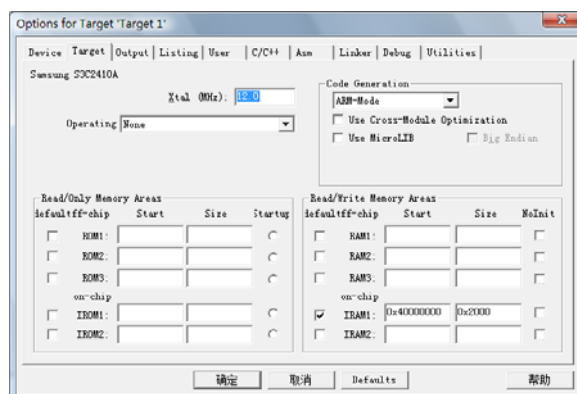 Options for Target 'Target 1'
Device Target Output Listing User C/C++ Asm Linker Debug Utilities
Samsung S3C2410A
Xtal (MHz): 12.0
Operating None
Code Generation
ARM-Mode
Use Cross-Module Optimization
Use MicroLIB Big Endian
Read/Only Memory Areas
default off-chip Start Size Startup
ROM1:
ROM2:
ROM3:
on-chip
IROM1:
IROM2:
Read/Write Memory Areas
default off-chip Start Size NoInit
RAM1:
RAM2:
RAM3:
on-chip
IRAM1: 0x40000000 0x2000
IRAM2:
确定 取消 Defaults 帮助